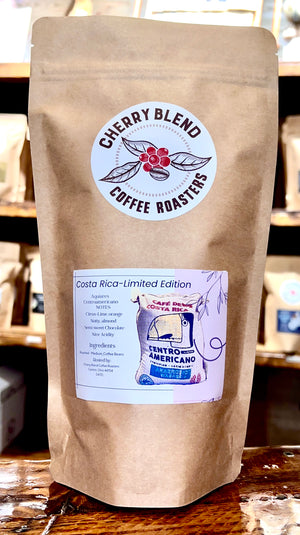 CHERRY BLEND
COFFEE ROASTERS
Costa Rica-Limited Edition
Aquiares
Centroamericano
NOTES
Citrus-Lime orange
Nutty, almond
Semi-sweet Chocolate
Nice Acidity
Ingredients
Roasted - Medium, Coffee Beans
Roasted by
Cherry Blend Coffee Roasters
Canton, Ohio
CAFÉ DE
COSTA RICA
CENTRO
AMERICANO